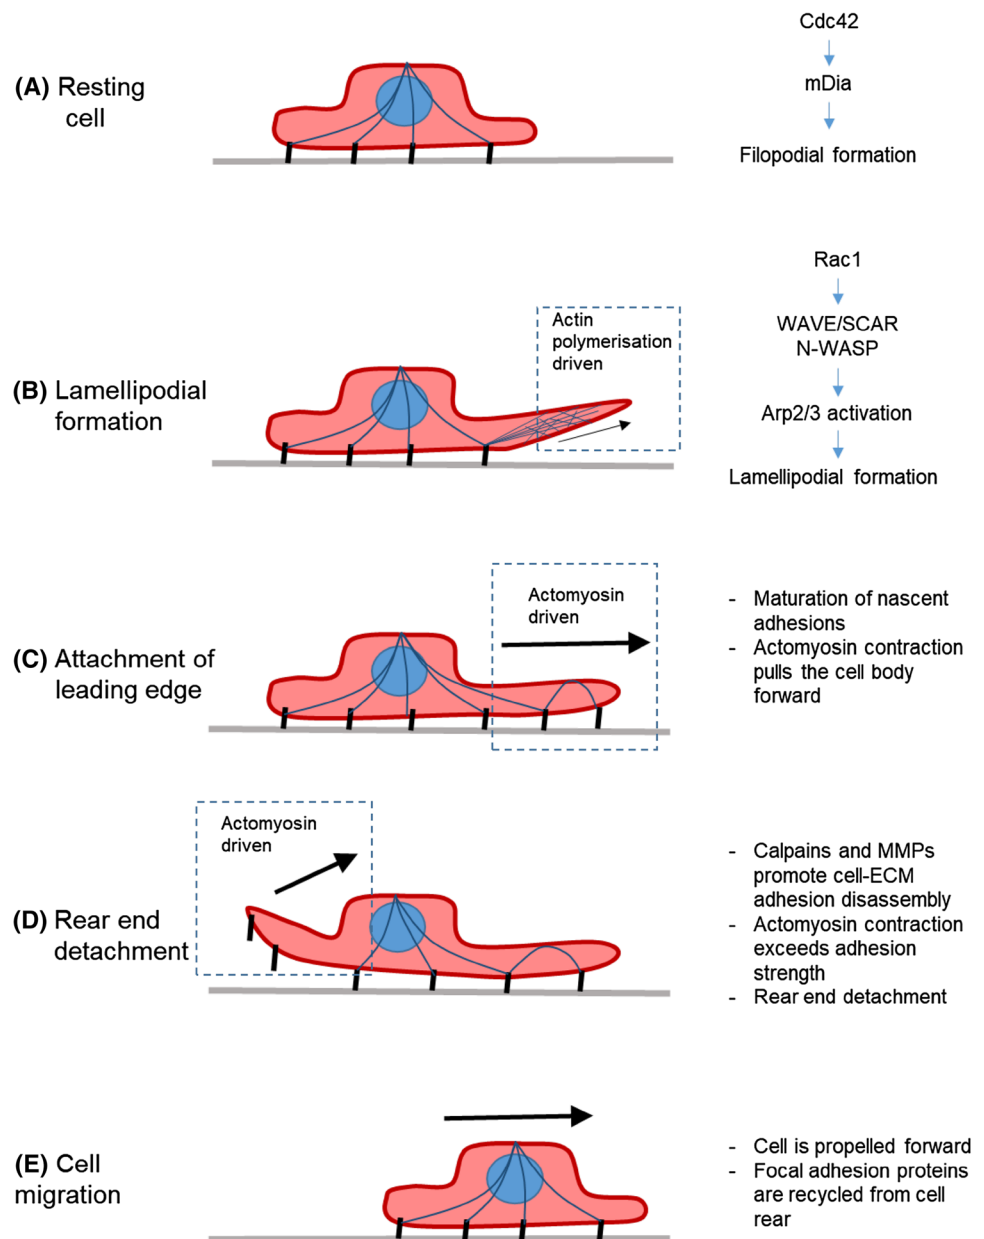 Cdc42
(A) Resting
cell
mDia
Filopodial formation
Rac1
Actin
polymerisation
driven
WAVE/SCAR
N-WASP
(B) Lamellipodial
formation
Arp2/3 activation
Lamellipodial formation
Actomyosin
driven
- Maturation of nascent
adhesions
- Actomyosin contraction
pulls the cell body
forward
(C) Attachment of
leading edge
Actomyosin
driven
- Calpains and MMPs
promote cell-ECM
adhesion disassembly
- Actomyosin contraction
exceeds adhesion
strength
- Rear end detachment
(D) Rear end
detachment
(E) Cell
migration
- Cell is propelled forward
- Focal adhesion proteins
are recycled from cell
rear